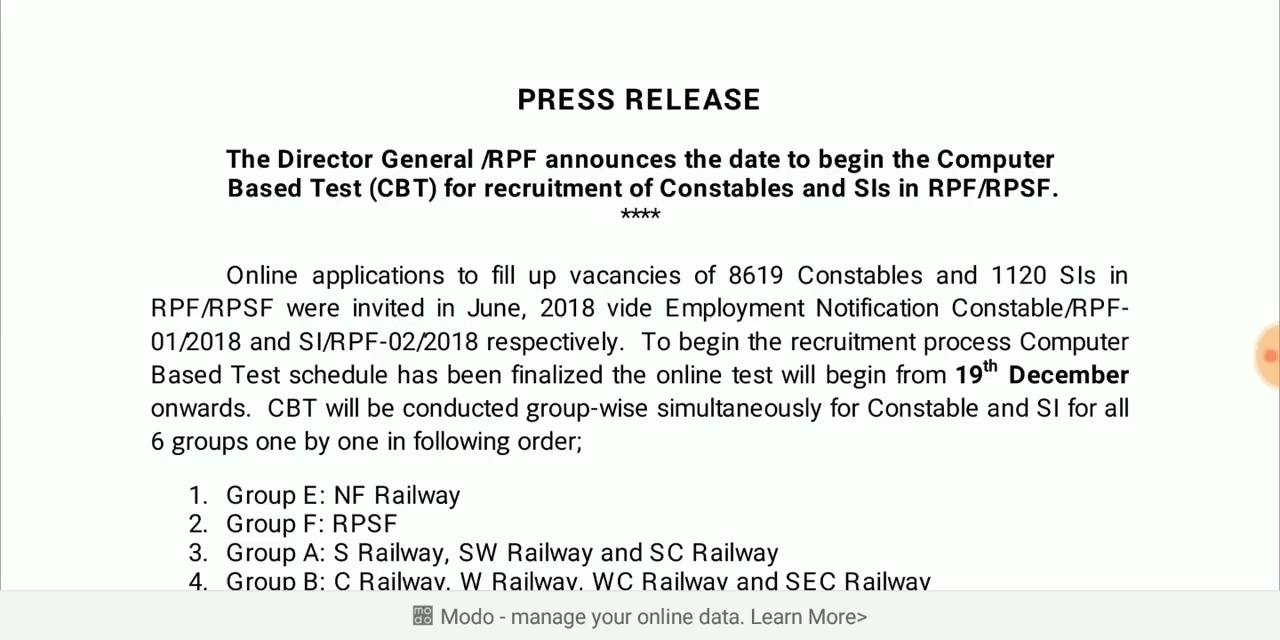 PRESS RELEASE
The Director General /RPF announces the date to begin the Computer
Based Test (CBT) for recruitment of Constables and SIs in RPF/RPSF.
****
Online applications to fill up vacancies of 8619 Constables and 1120 SIs in
RPF/RPSF were invited in June, 2018 vide Employment Notification Constable/RPF-
01/2018 and SI/RPF-02/2018 respectively. To begin the recruitment process Computer
Based Test schedule has been finalized the online test will begin from 19th December
onwards. CBT will be conducted group-wise simultaneously for Constable and SI for all
6 groups one by one in following order;
1. Group E: NF Railway
2. Group F: RPSF
3. Group A: S Railway, SW Railway and SC Railway
4. Group B: C Railway, W Railway, WC Railway and SEC Railway
modo Modo - manage your online data. Learn More>